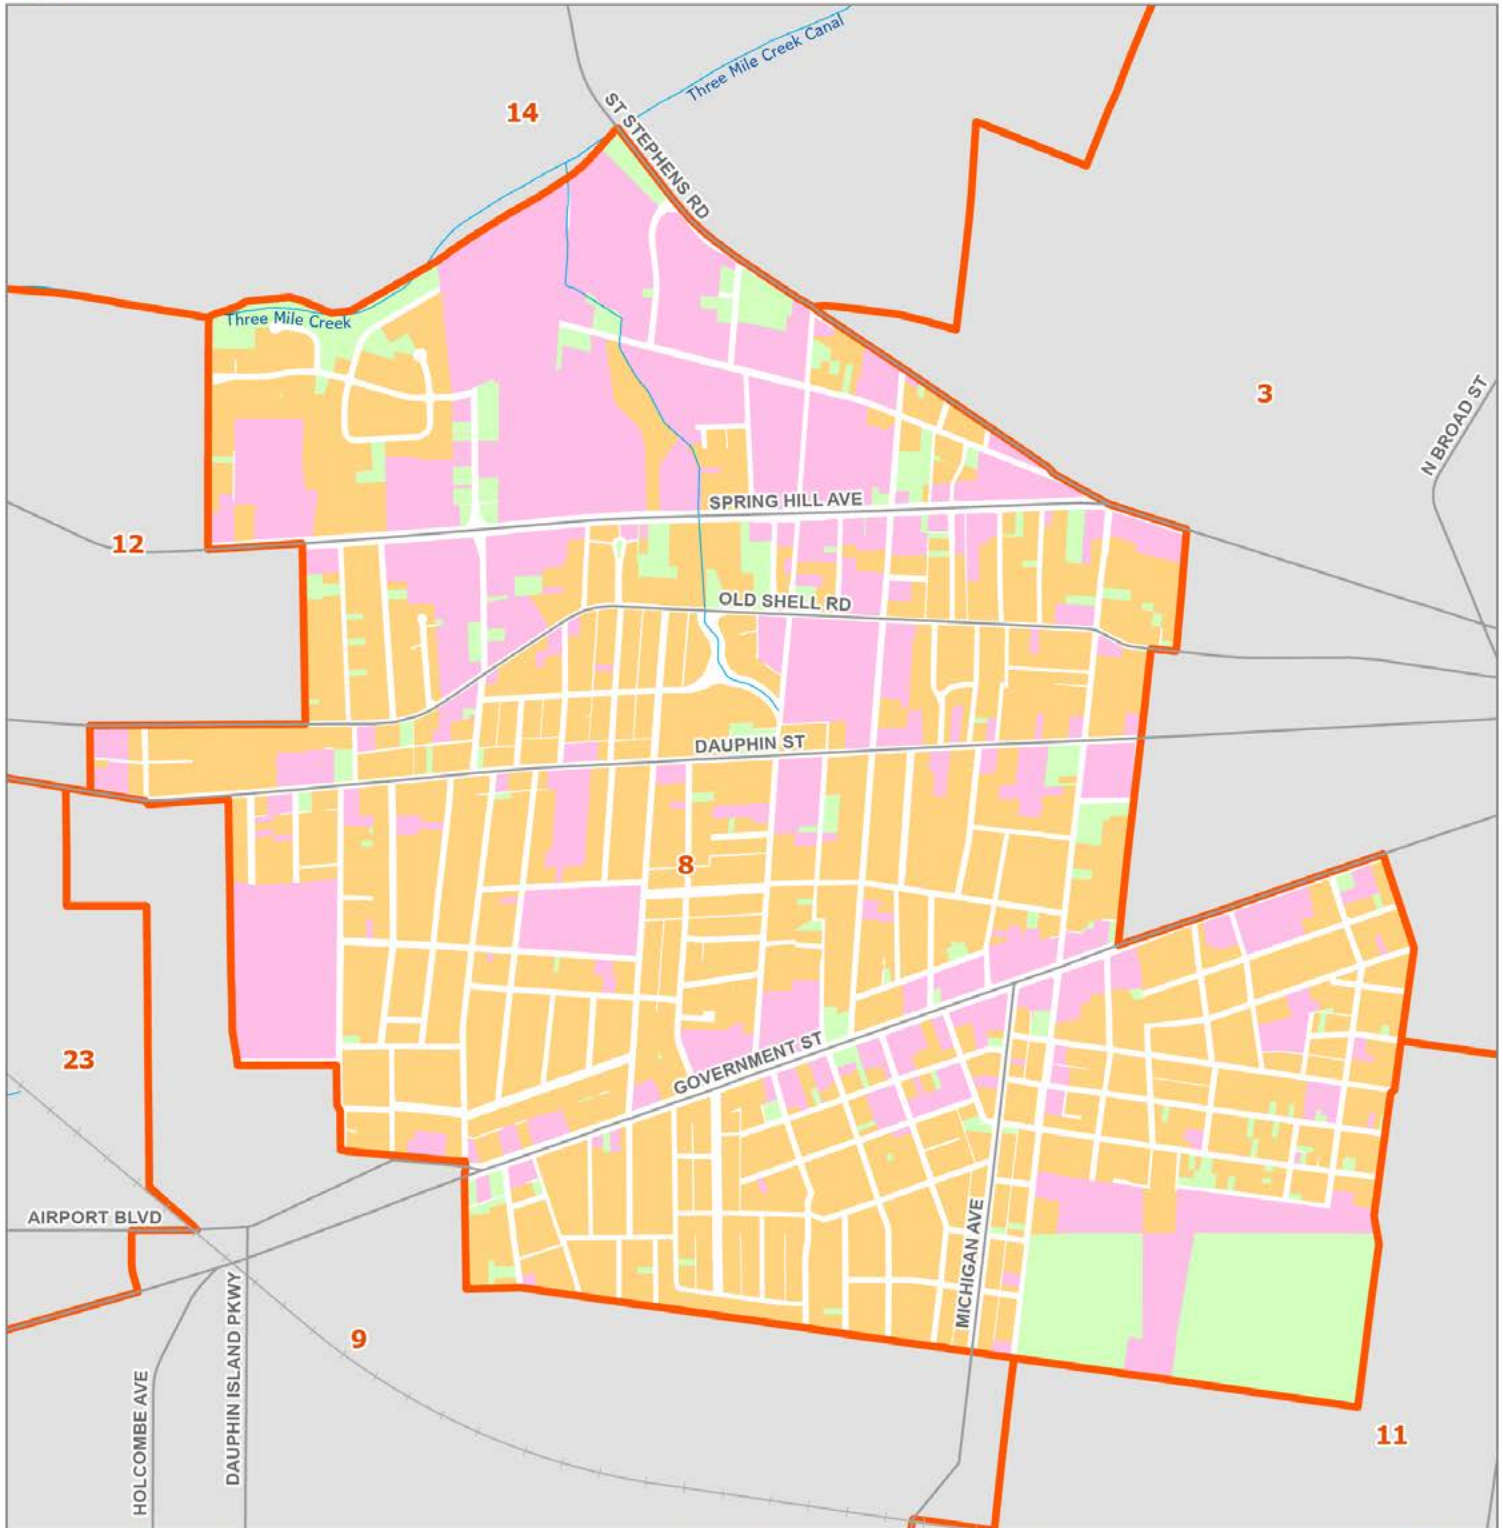 Three Mile Creek Canal
14
ST STEPHENS RD
Three Mile Creek
3
N BROAD ST
SPRING HILL AVE
12
OLD SHELL RD
DAUPHIN ST
8
23
GOVERNMENT ST
AIRPORT BLVD
MICHIGAN AVE
DAUPHIN ISLAND PKWY
9
HOLCOMBE AVE
11